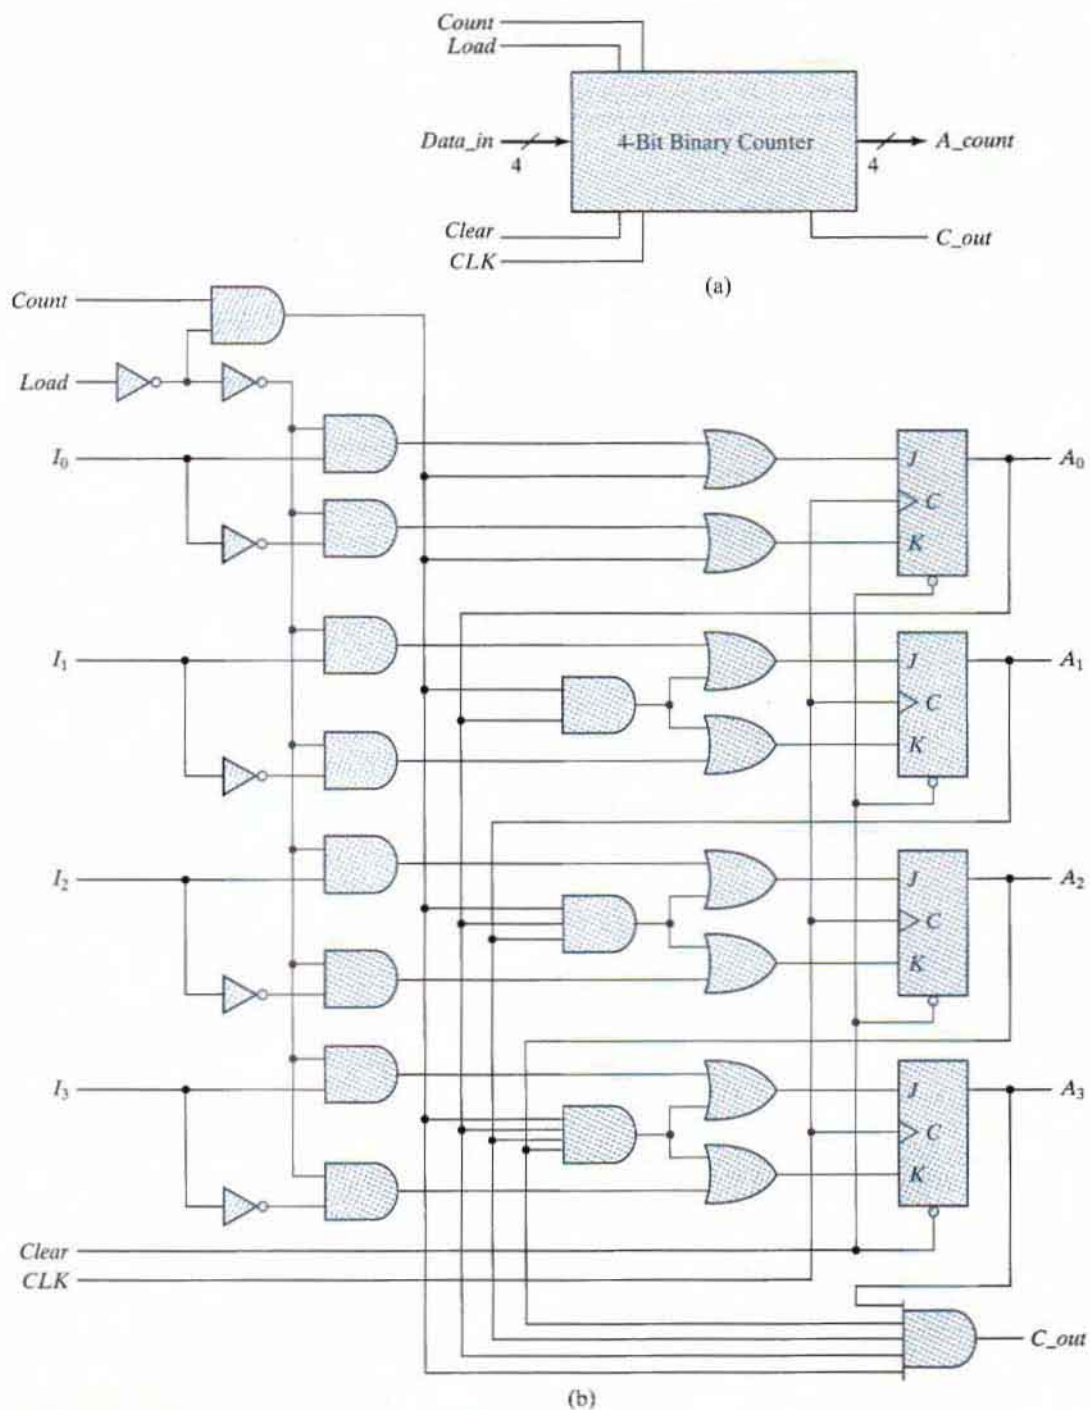 Count
Load
Data_in
4
4-Bit Binary Counter
4
A_count
Clear
CLK
C_out
(a)
Count
Load
I0
J
C
K
A0
I1
J
C
K
A1
I2
J
C
K
A2
I3
J
C
K
A3
Clear
CLK
C_out
(b)